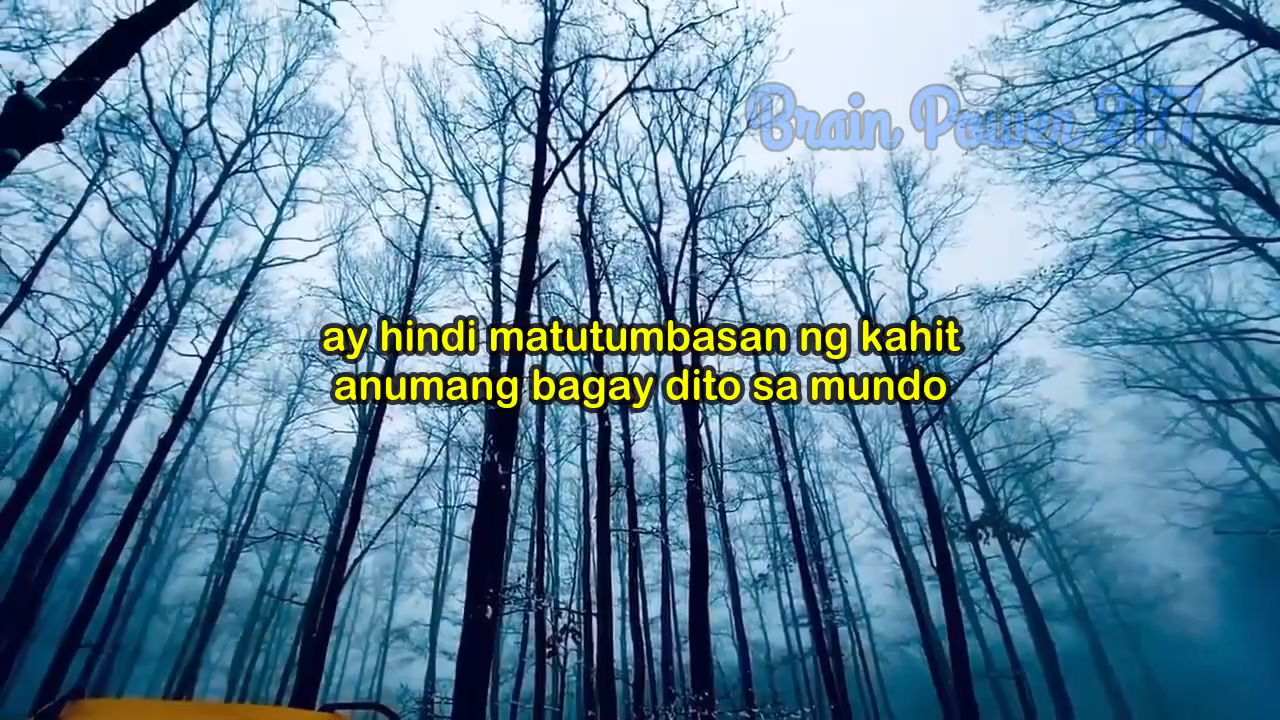 Brain Power 2177
ay hindi matutumbasan ng kahit
anumang bagay dito sa mundo